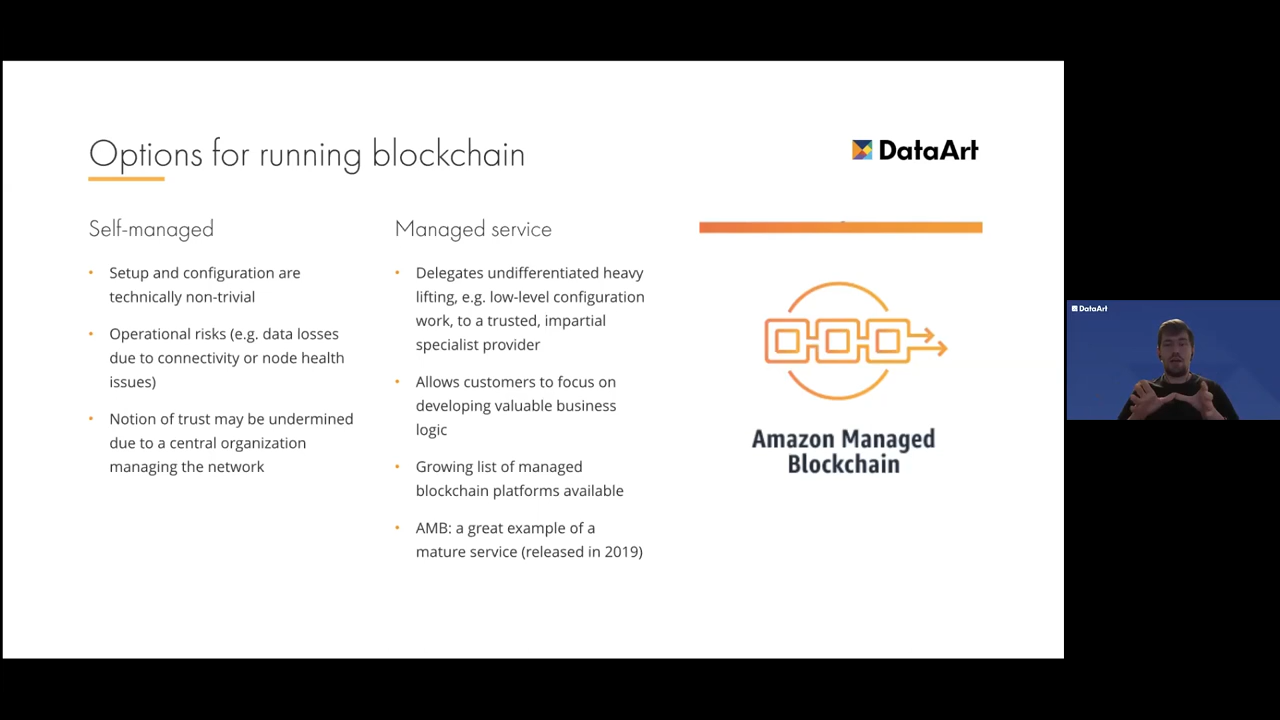 Options for running blockchain
DataArt
Self-managed
Setup and configuration are
technically non-trivial
Operational risks (e.g. data losses
due to connectivity or node health
issues)
Notion of trust may be undermined
due to a central organization
managing the network
Managed service
Delegates undifferentiated heavy
lifting, e.g. low-level configuration
work, to a trusted, impartial
specialist provider
Allows customers to focus on
developing valuable business
logic
Growing list of managed
blockchain platforms available
AMB: a great example of a
mature service (released in 2019)
Amazon Managed
Blockchain
DataArt